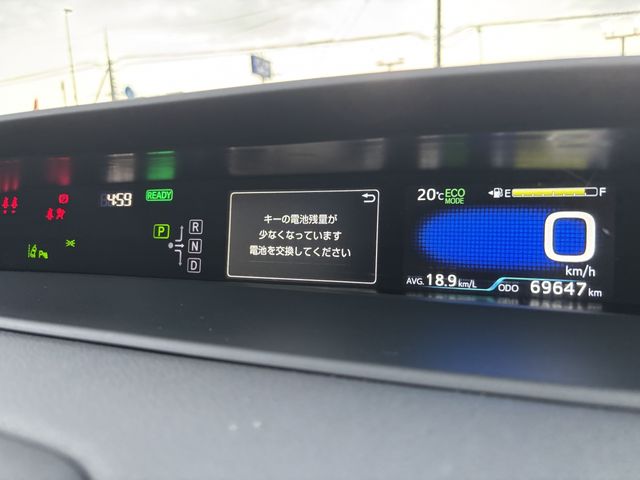 4:59
READY
P
R
N
D
キーの電池残量が
少なくなっています
電池を交換してください
20℃ ECO MODE
E F
0
km/h
AVG. 18.9 km/L
ODO 69647 km